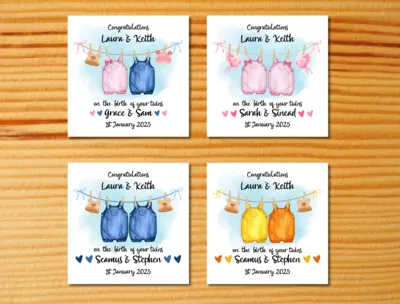 Congratulations
Laura & Keith
on the birth of your twins
Grace & Sam
1st January 2025
Congratulations
Laura & Keith
on the birth of your twins
Sarah & Sinead
1st January 2025
Congratulations
Laura & Keith
on the birth of your twins
Seamus & Stephen
1st January 2025
Congratulations
Laura & Keith
on the birth of your twins
Seamus & Stephen
1st January 2025